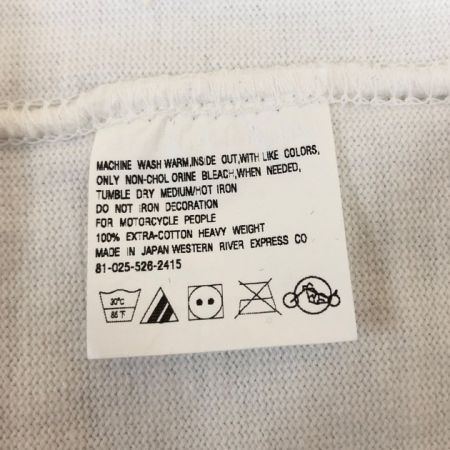 MACHINE WASH WARM,INSIDE OUT,WITH LIKE COLORS,
ONLY NON-CHOL ORINE BLEACH,WHEN NEEDED,
TUMBLE DRY MEDIUM/HOT IRON
DO NOT IRON DECORATION
FOR MOTORCYCLE PEOPLE
100% EXTRA-COTTON HEAVY WEIGHT
MADE IN JAPAN WESTERN RIVER EXPRESS CO
81-025-526-2415
30℃
以下